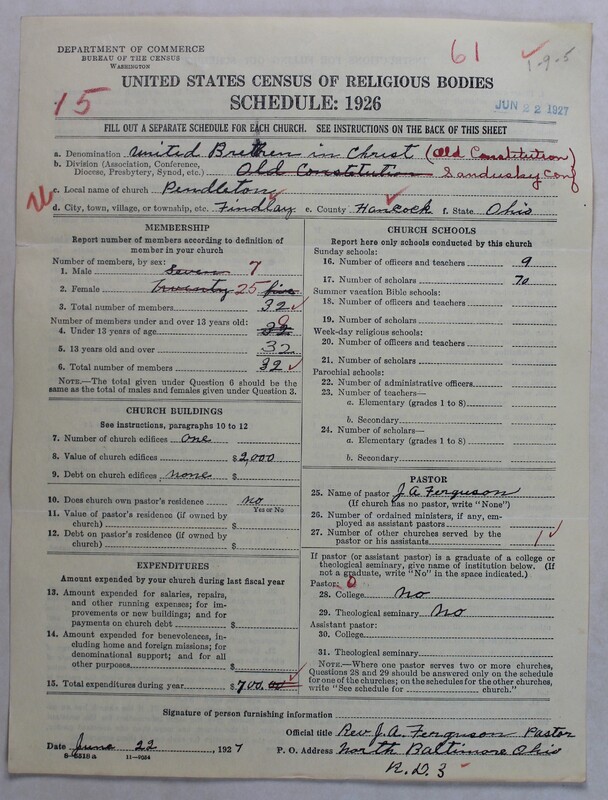 DEPARTMENT OF COMMERCE
BUREAU OF THE CENSUS
WASHINGTON
61
1-9-5
UNITED STATES CENSUS OF RELIGIOUS BODIES
15
SCHEDULE: 1926
JUN 22 1927
FILL OUT A SEPARATE SCHEDULE FOR EACH CHURCH. SEE INSTRUCTIONS ON THE BACK OF THIS SHEET
a. Denomination United Brethren in Christ (Old Constitution)
b. Division (Association, Conference, Diocese, Presbytery, Synod, etc.) Old Constitution Sandusky Conf
c. Local name of church Pendleton
d. City, town, village, or township, etc. Findlay e. County Hancock f. State Ohio
MEMBERSHIP
Report number of members according to definition of
member in your church
Number of members, by sex:
1. Male Seven 7
2. Female Twenty 25 five
3. Total number of members 32
Number of members under and over 13 years old:
4. Under 13 years of age 0
5. 13 years old and over 32
6. Total number of members 32
NOTE.—The total given under Question 6 should be
same as the total of males and females given under Question 3.
CHURCH BUILDINGS
See instructions, paragraphs 10 to 12
7. Number of church edifices one
8. Value of church edifices $2,000
9. Debt on church edifices none $
10. Does church own pastor's residence no
Yes or No
11. Value of pastor's residence (if owned by
church) $
12. Debt on pastor's residence (if owned by
church) $
EXPENDITURES
Amount expended by your church during last fiscal year
13. Amount expended for salaries, repairs,
and other running expenses; for im-
provements or new buildings; and for
payments on church debt $
14. Amount expended for benevolences, in-
cluding home and foreign missions; for
denominational support; and for all
other purposes $
15. Total expenditures during year $700.00
CHURCH SCHOOLS
Report here only schools conducted by this church
Sunday schools:
16. Number of officers and teachers 9
17. Number of scholars 70
Summer vacation Bible schools:
18. Number of officers and teachers
19. Number of scholars
Week-day religious schools:
20. Number of officers and teachers
21. Number of scholars
Parochial schools:
22. Number of administrative officers
23. Number of teachers—
a. Elementary (grades 1 to 8)
b. Secondary
24. Number of scholars—
a. Elementary (grades 1 to 8)
b. Secondary
PASTOR
25. Name of pastor J. A. Ferguson
(If church has no pastor, write "None")
26. Number of ordained ministers, if any, em-
ployed as assistant pastors
27. Number of other churches served by the
pastor or his assistants 1
If pastor (or assistant pastor) is a graduate of a college or
theological seminary, give name of institution below. (If
not a graduate, write "No" in the space indicated.)
Pastor: 0
28. College No
29. Theological seminary No
Assistant pastor:
30. College
31. Theological seminary
NOTE.—Where one pastor serves two or more churches,
Questions 28 and 29 should be answered only on the schedule
for one of the churches; on the schedules for the other churches,
write "See schedule for church."
Signature of person furnishing information
Official title Rev. J. A. Ferguson Pastor
Date June 22, 1927 P. O. Address North Baltimore Ohio
11-9034
R. D. 3